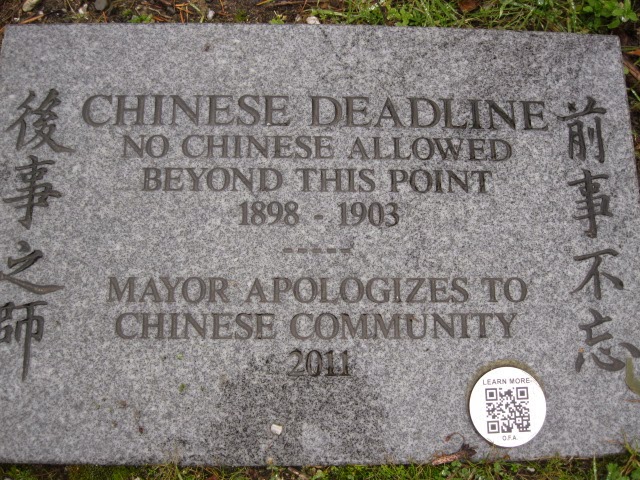 前事不忘
後事之師
CHINESE DEADLINE
NO CHINESE ALLOWED
BEYOND THIS POINT
1898 - 1903
-----
MAYOR APOLOGIZES TO
CHINESE COMMUNITY
2011
LEARN MORE
O.F.A.